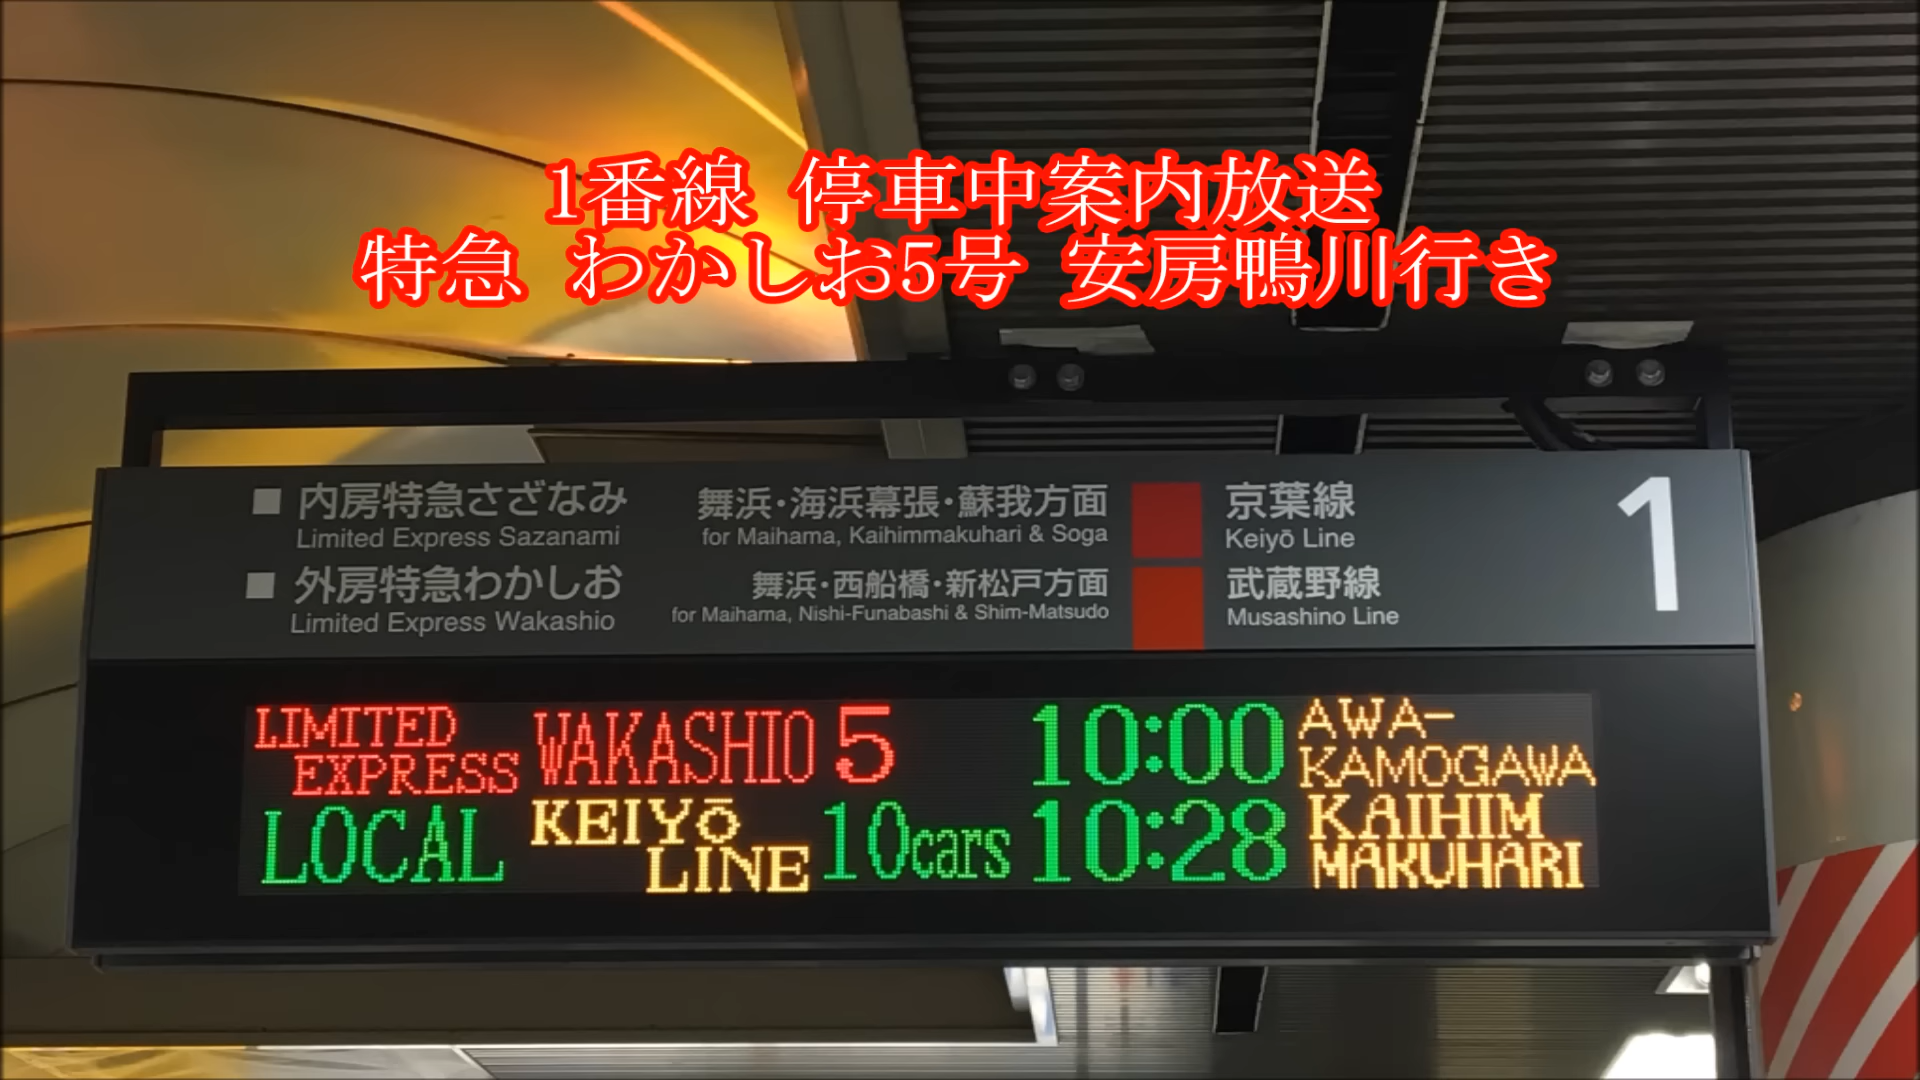 1番線 停車中案内放送
特急 わかしお5号 安房鴨川行き
内房特急さざなみ
Limited Express Sazanami
外房特急わかしお
Limited Express Wakashio
舞浜・海浜幕張・蘇我方面
for Maihama, Kaihimmakuhari & Soga
舞浜・西船橋・新松戸方面
for Maihama, Nishi-Funabashi & Shim-Matsudo
京葉線
Keiyō Line
武蔵野線
Musashino Line
1
LIMITED EXPRESS WAKASHIO 5 10:00 AWA-KAMOGAWA
LOCAL KEIYŌ LINE 10cars 10:28 KAIHIM MAKUHARI